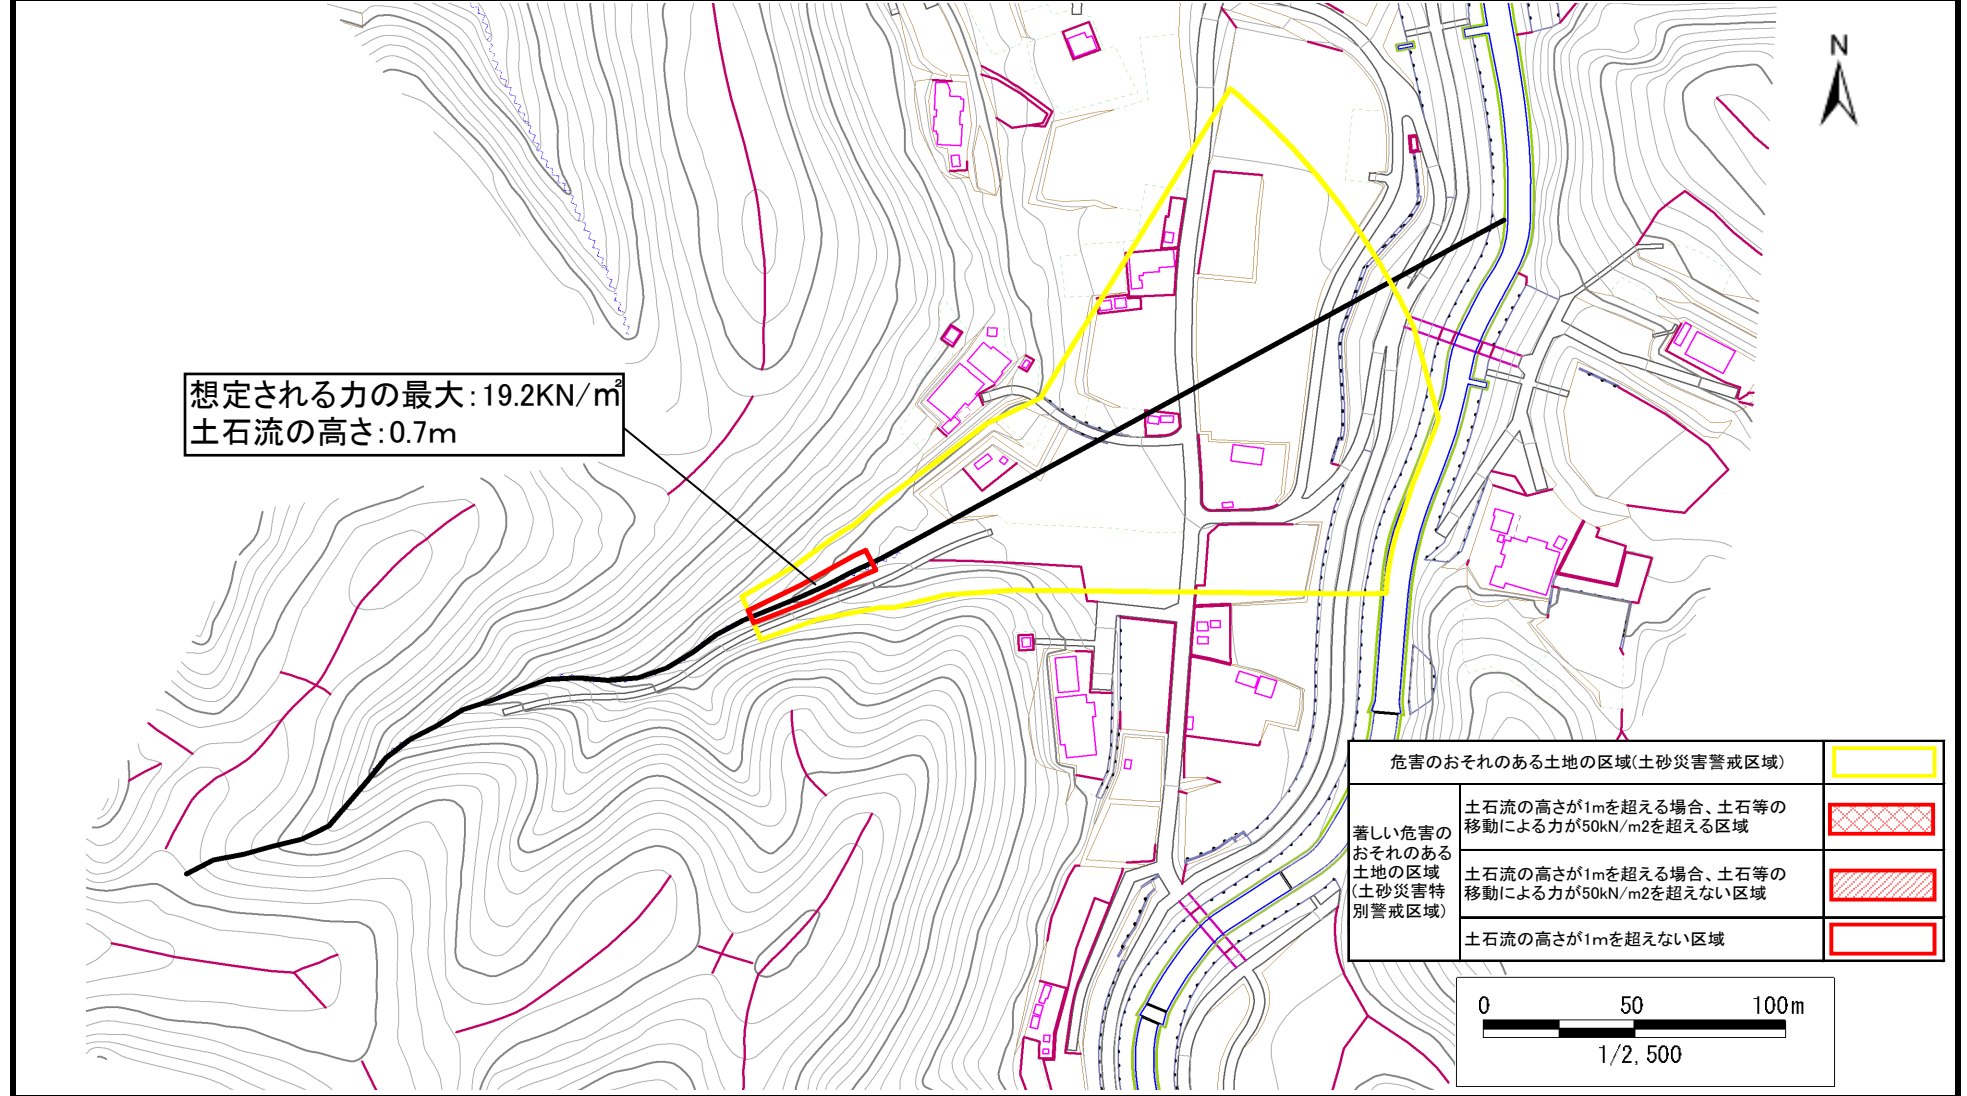 N
想定される力の最大:19.2KN/㎡
土石流の高さ:0.7m
危害のおそれのある土地の区域(土砂災害警戒区域)
著しい危害の
おそれのある
土地の区域
(土砂災害特
別警戒区域)
土石流の高さが1mを超える場合、土石等の
移動による力が50kN/m2を超える区域
土石流の高さが1mを超える場合、土石等の
移動による力が50kN/m2を超えない区域
土石流の高さが1mを超えない区域
0 50 100m
1/2,500